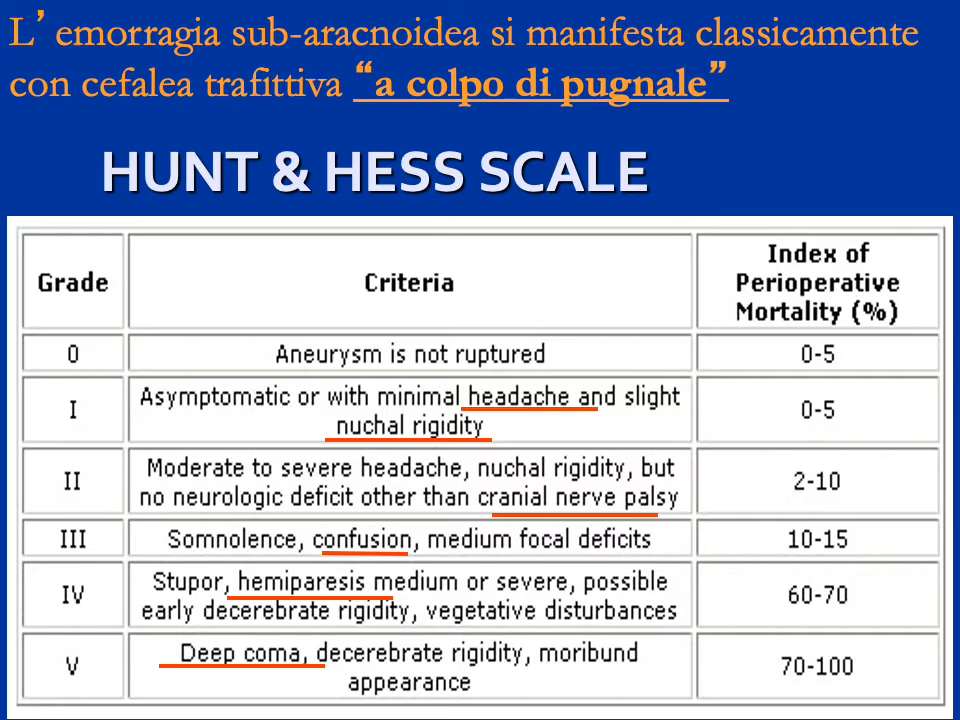 L’emorragia sub-aracnoidea si manifesta classicamente
con cefalea trafittiva “a colpo di pugnale”
HUNT & HESS SCALE
Grade Criteria Index of Perioperative Mortality (%)
0 Aneurysm is not ruptured 0-5
I Asymptomatic or with minimal headache and slight nuchal rigidity 0-5
II Moderate to severe headache, nuchal rigidity, but no neurologic deficit other than cranial nerve palsy 2-10
III Somnolence, confusion, medium focal deficits 10-15
IV Stupor, hemiparesis medium or severe, possible early decerebrate rigidity, vegetative disturbances 60-70
V Deep coma, decerebrate rigidity, moribund appearance 70-100